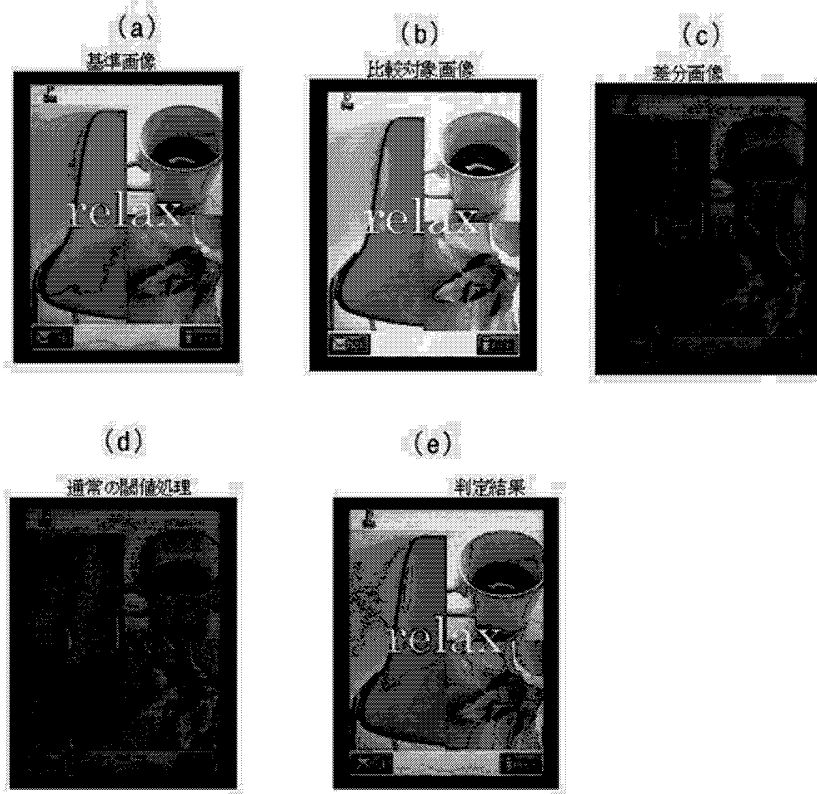 (a)
基準画像
relax
(b)
比較対象画像
relax
(c)
差分画像
(d)
通常の閾値処理
(e)
判定結果
relax